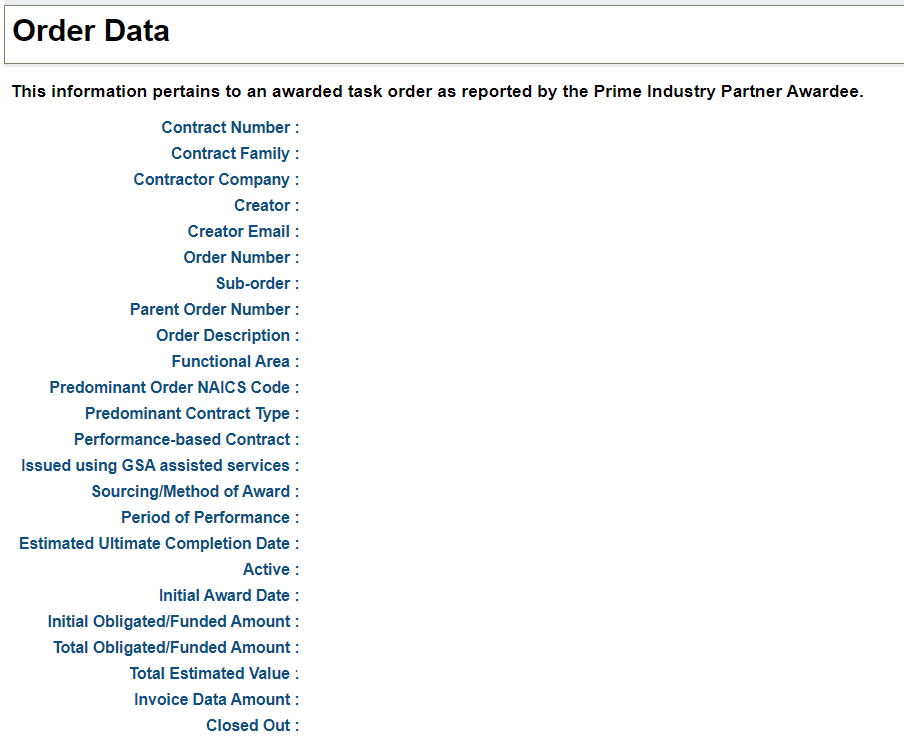 Order Data
This information pertains to an awarded task order as reported by the Prime Industry Partner Awardee.
Contract Number :
Contract Family :
Contractor Company :
Creator :
Creator Email :
Order Number :
Sub-order :
Parent Order Number :
Order Description :
Functional Area :
Predominant Order NAICS Code :
Predominant Contract Type :
Performance-based Contract :
Issued using GSA assisted services :
Sourcing/Method of Award :
Period of Performance :
Estimated Ultimate Completion Date :
Active :
Initial Award Date :
Initial Obligated/Funded Amount :
Total Obligated/Funded Amount :
Total Estimated Value :
Invoice Data Amount :
Closed Out :